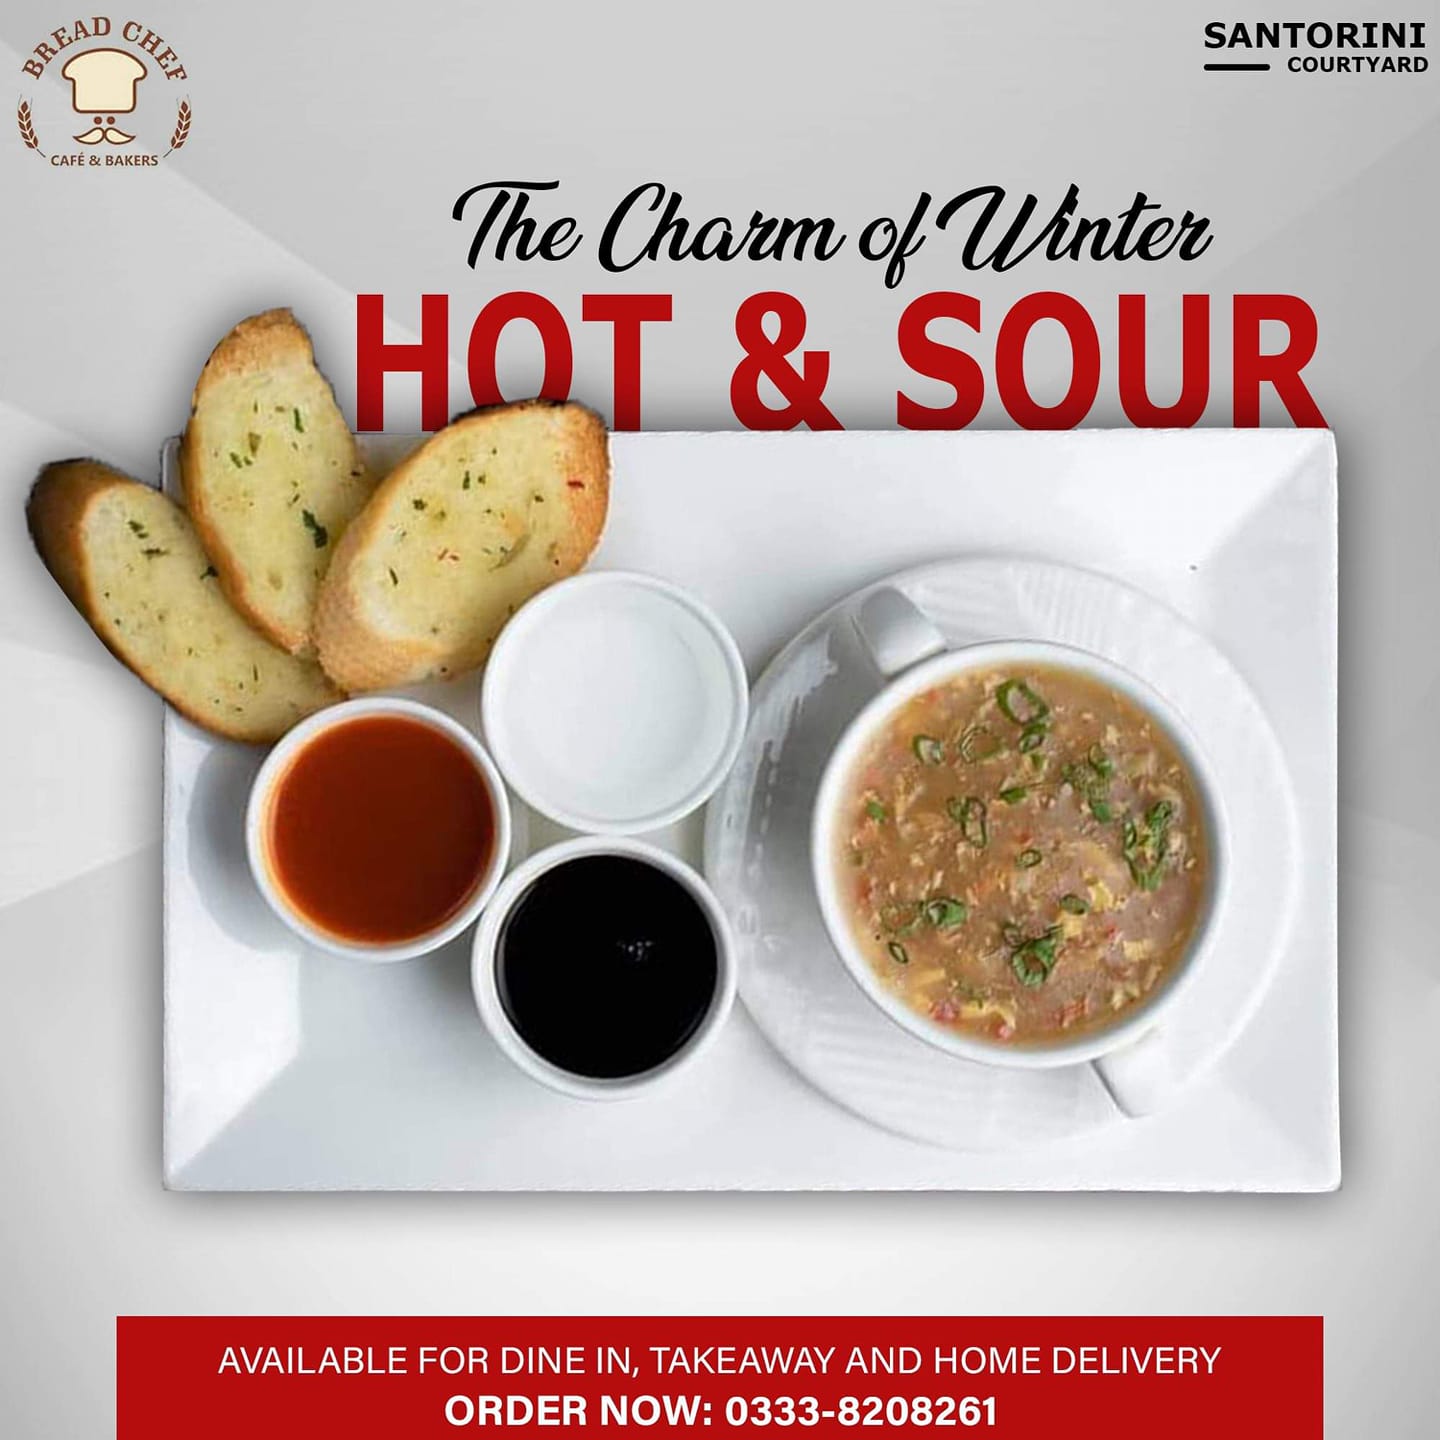 BREAD CHEF
CAFÉ & BAKERS
SANTORINI
COURTYARD
The Charm of Winter
HOT & SOUR
AVAILABLE FOR DINE IN, TAKEAWAY AND HOME DELIVERY
ORDER NOW: 0333-8208261